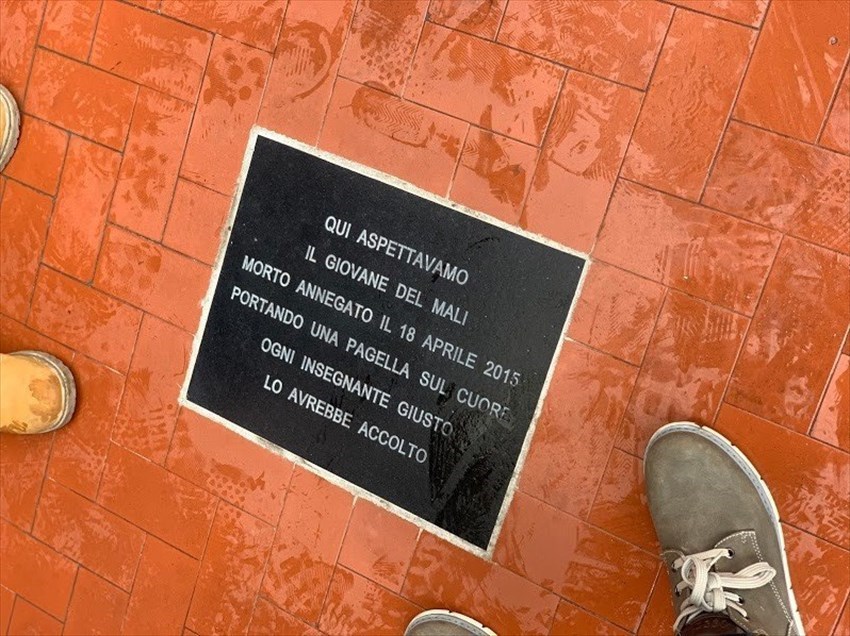 QUI ASPETTAVAMO
IL GIOVANE DEL MALI
MORTO ANNEGATO IL 18 APRILE 2015
PORTANDO UNA PAGELLA SUL CUORE
OGNI INSEGNANTE GIUSTO
LO AVREBBE ACCOLTO